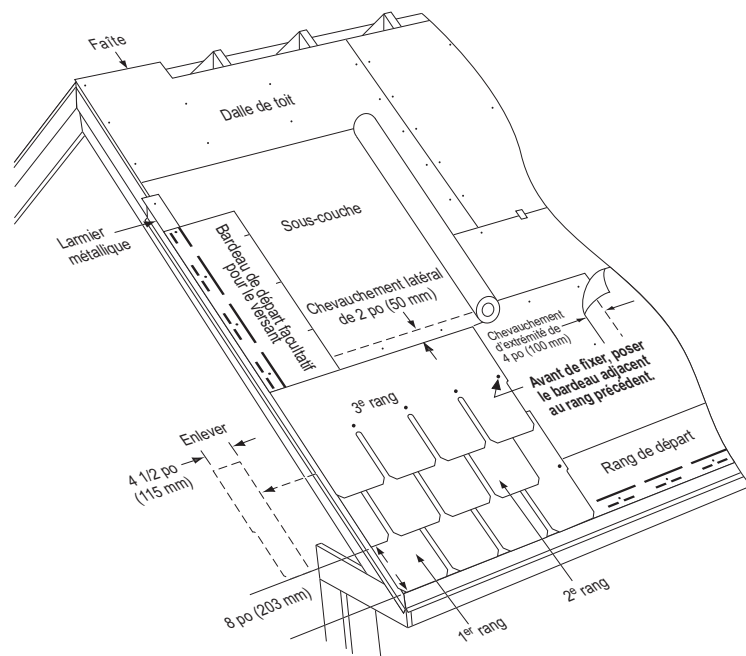 Faîte
Dalle de toit
Sous-couche
Larmier
métallique
Bardeau de départ facultatif
pour le versant
Chevauchement latéral
de 2 po (50 mm)
Chevauchement
d'extrémité de
4 po (100 mm)
Avant de fixer, poser
le bardeau adjacent
au rang précédent.
3e rang
Enlever
4 1/2 po
(115 mm)
Rang de départ
8 po (203 mm)
1er rang
2e rang